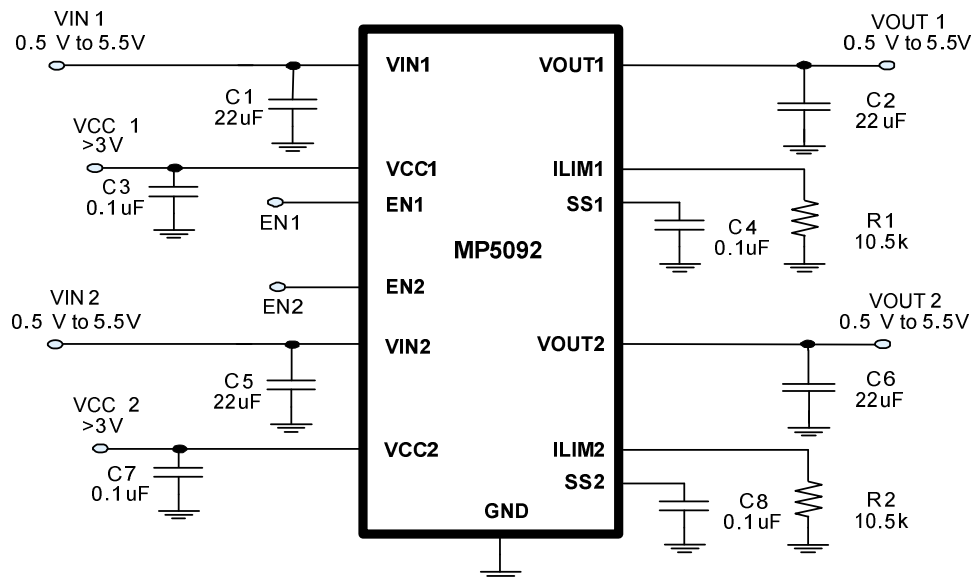 VIN 1
0.5 V to 5.5V
VIN1
C1
22uF
VCC 1
>3V
VCC1
C3
0.1uF
EN1
EN1
EN2
EN2
VIN 2
0.5 V to 5.5V
VIN2
C5
22uF
VCC 2
>3V
VCC2
C7
0.1uF
MP5092
GND
VOUT 1
0.5 V to 5.5V
VOUT1
C2
22uF
ILIM1
SS1
C4
0.1uF
R1
10.5k
VOUT 2
0.5 V to 5.5V
VOUT2
C6
22uF
ILIM2
SS2
C8
0.1uF
R2
10.5k